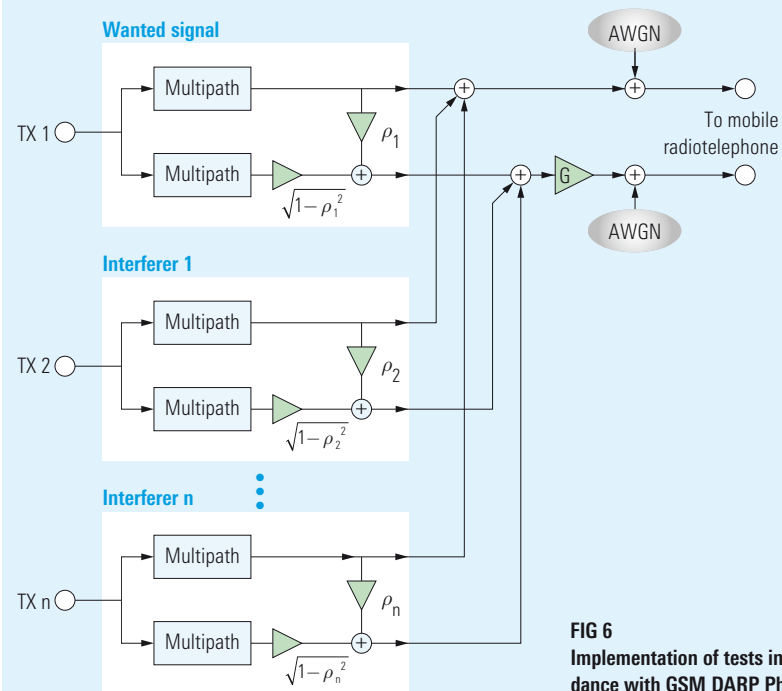 Wanted signal
AWGN
Multipath
TX 1
ρ1
To mobile
radiotelephone
Multipath
G
√1−ρ1²
AWGN
Interferer 1
Multipath
TX 2
ρ2
Multipath
√1−ρ2²
Interferer n
Multipath
TX n
ρn
Multipath
√1−ρn²
FIG 6
Implementation of tests in
dance with GSM DARP Ph